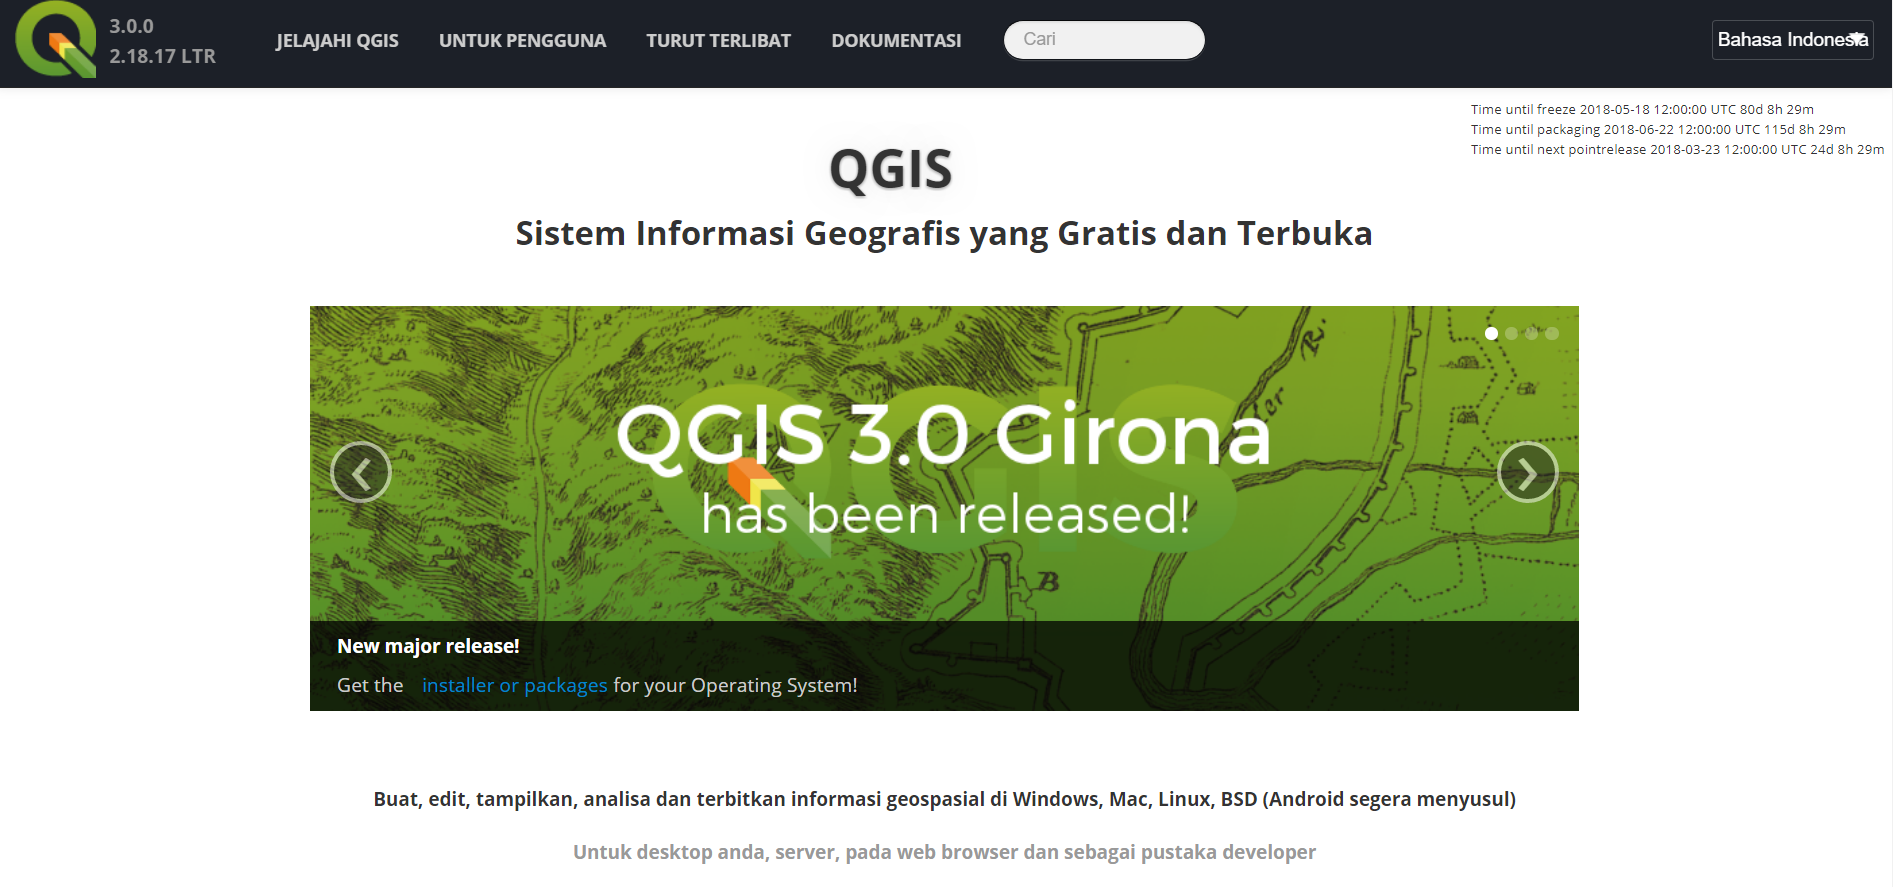 3.0.0
2.18.17 LTR
JELAJAHI QGIS UNTUK PENGGUNA TURUT TERLIBAT DOKUMENTASI Cari Bahasa Indonesia
Time until freeze 2018-05-18 12:00:00 UTC 80d 8h 29m
Time until packaging 2018-06-22 12:00:00 UTC 115d 8h 29m
Time until next pointrelease 2018-03-23 12:00:00 UTC 24d 8h 29m
QGIS
Sistem Informasi Geografis yang Gratis dan Terbuka
R.
QGIS 3.0 Girona
has been released!
B
New major release!
Get the installer or packages for your Operating System!
Buat, edit, tampilkan, analisa dan terbitkan informasi geospasial di Windows, Mac, Linux, BSD (Android segera menyusul)
Untuk desktop anda, server, pada web browser dan sebagai pustaka developer